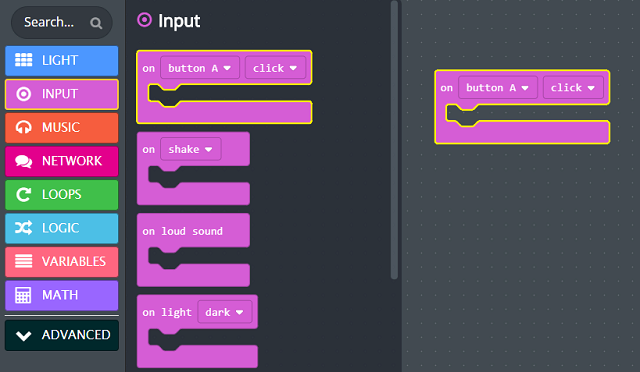 Search...
LIGHT
INPUT
MUSIC
NETWORK
LOOPS
LOGIC
VARIABLES
MATH
ADVANCED
Input
on button A click
on shake
on loud sound
on light dark
on button A click